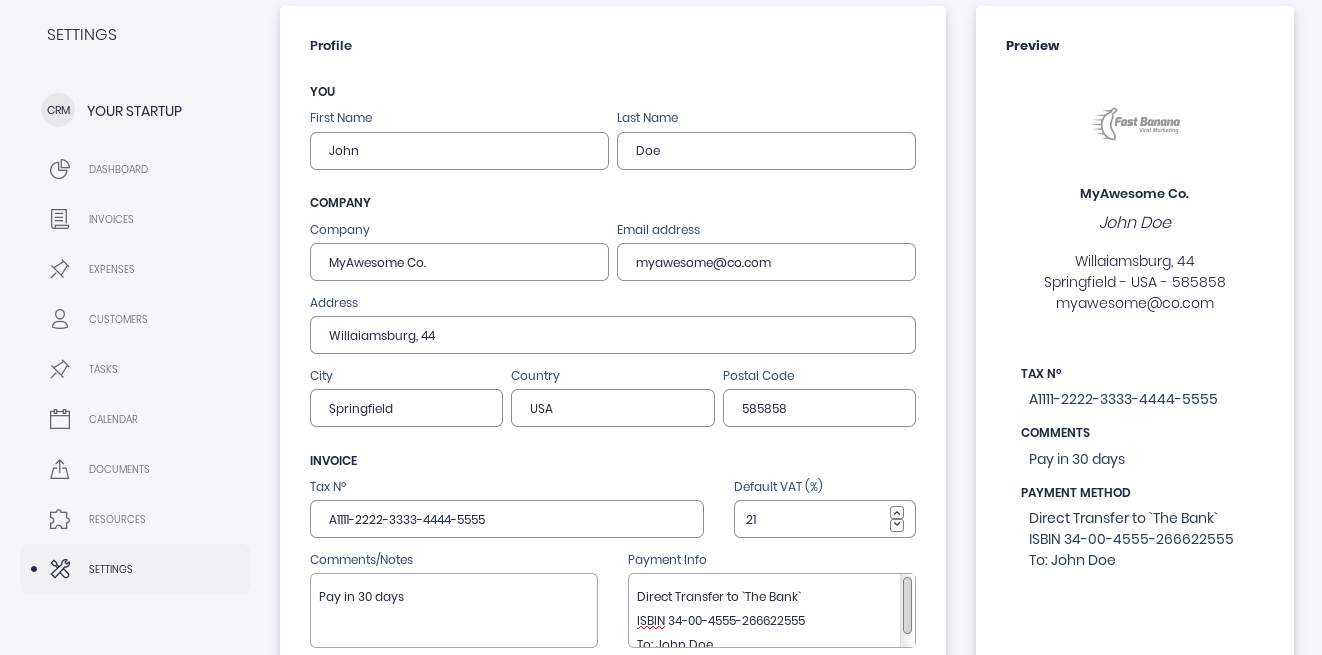 SETTINGS
CRM YOUR STARTUP
DASHBOARD
INVOICES
EXPENSES
CUSTOMERS
TASKS
CALENDAR
DOCUMENTS
RESOURCES
SETTINGS
Profile
YOU
First Name Last Name
John Doe
COMPANY
Company Email address
MyAwesome Co. myawesome@co.com
Address
Willaiamsburg, 44
City Country Postal Code
Springfield USA 585858
INVOICE
Tax Nº Default VAT (%)
A1111-2222-3333-4444-5555 21
Comments/Notes Payment Info
Pay in 30 days Direct Transfer to `The Bank`
ISBIN 34-00-4555-266622555
To: John Doe
Preview
Fast Banana
Viral Marketing
MyAwesome Co.
John Doe
Willaiamsburg, 44
Springfield - USA - 585858
myawesome@co.com
TAX Nº
A1111-2222-3333-4444-5555
COMMENTS
Pay in 30 days
PAYMENT METHOD
Direct Transfer to `The Bank`
ISBIN 34-00-4555-266622555
To: John Doe